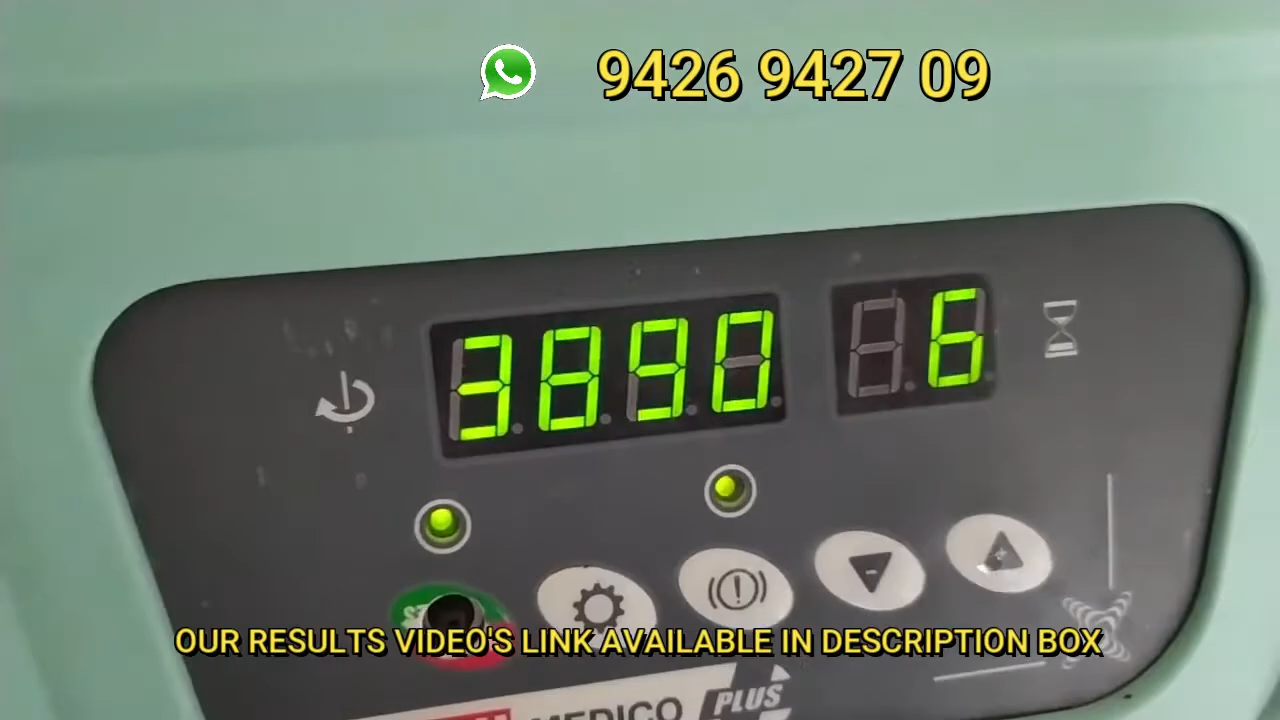 9426 9427 09
3890 6
OUR RESULTS VIDEO'S LINK AVAILABLE IN DESCRIPTION BOX
MEDICO PLUS